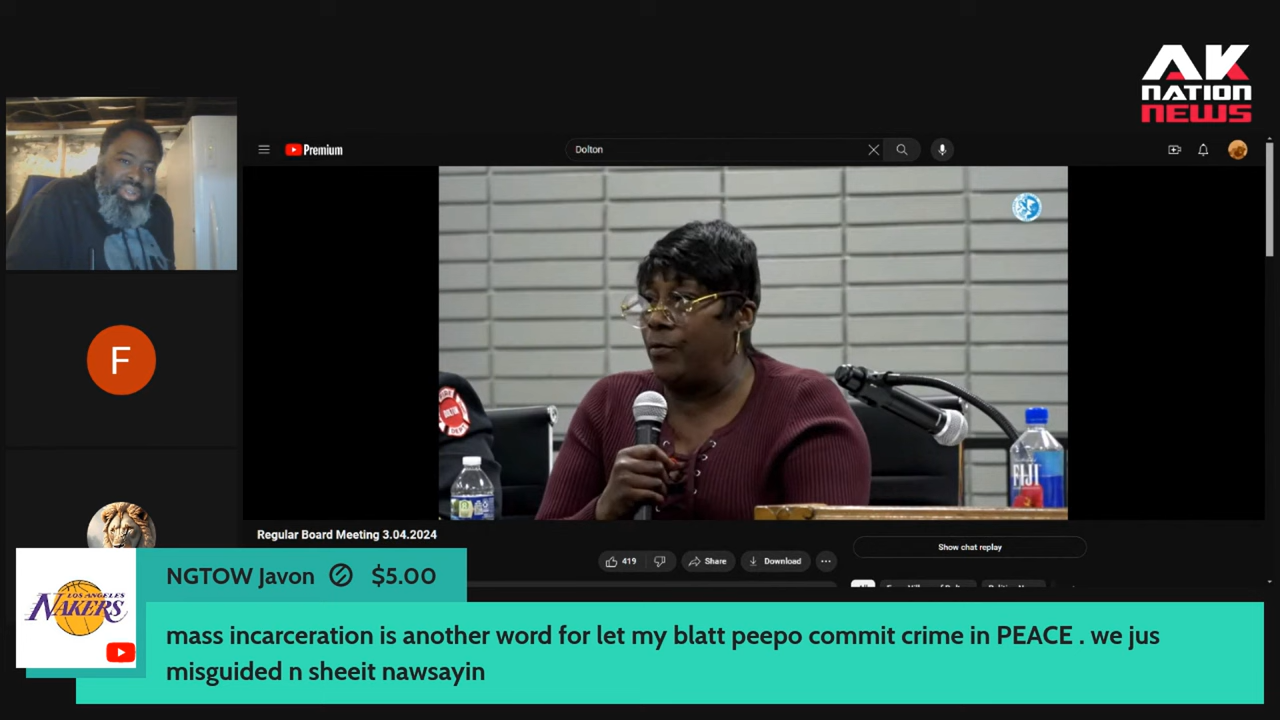 AK
NATION
NEWS
Premium
Dolton
FIJI
F
Regular Board Meeting 3.04.2024
419
Share
Download
Show chat replay
All
LOS ANGELES
NAKERS
NGTOW Javon $5.00
mass incarceration is another word for let my blatt peepo commit crime in PEACE . we jus
misguided n sheeit nawsayin